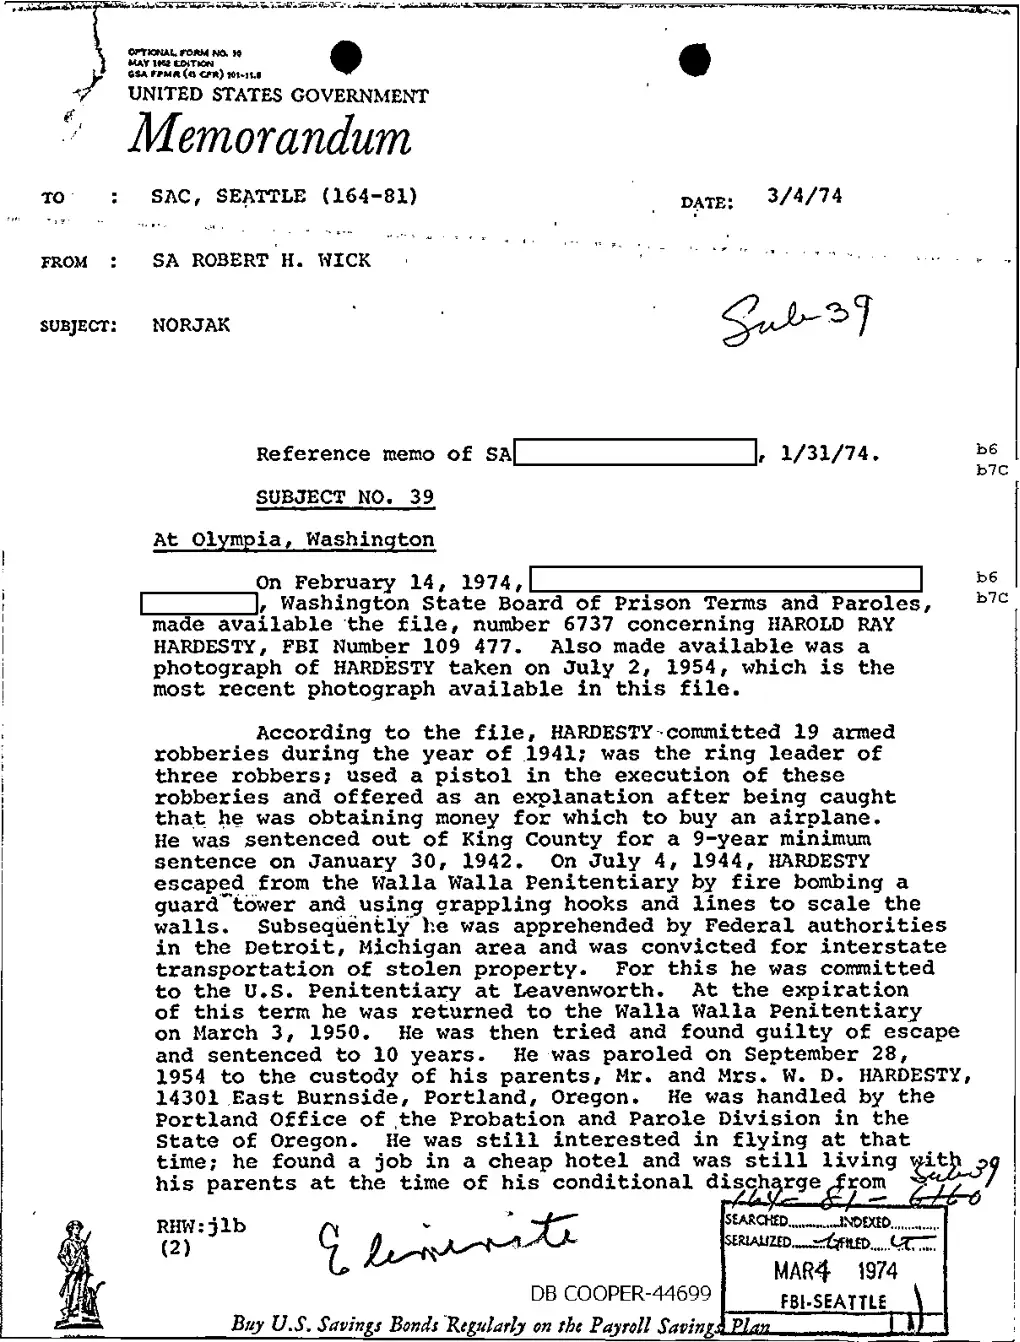 OPTIONAL FORM NO. 10
MAY 1962 EDITION
GSA FPMR (41 CFR) 101-11.6
UNITED STATES GOVERNMENT
Memorandum
TO : SAC, SEATTLE (164-81) DATE: 3/4/74
FROM : SA ROBERT H. WICK
SUBJECT: NORJAK
Sub 39
Reference memo of SA , 1/31/74. b6
b7C
SUBJECT NO. 39
At Olympia, Washington
On February 14, 1974, b6
, Washington State Board of Prison Terms and Paroles, b7C
made available the file, number 6737 concerning HAROLD RAY
HARDESTY, FBI Number 109 477. Also made available was a
photograph of HARDESTY taken on July 2, 1954, which is the
most recent photograph available in this file.
According to the file, HARDESTY committed 19 armed
robberies during the year of 1941; was the ring leader of
three robbers; used a pistol in the execution of these
robberies and offered as an explanation after being caught
that he was obtaining money for which to buy an airplane.
He was sentenced out of King County for a 9-year minimum
sentence on January 30, 1942. On July 4, 1944, HARDESTY
escaped from the Walla Walla Penitentiary by fire bombing a
guard tower and using grappling hooks and lines to scale the
walls. Subsequently he was apprehended by Federal authorities
in the Detroit, Michigan area and was convicted for interstate
transportation of stolen property. For this he was committed
to the U.S. Penitentiary at Leavenworth. At the expiration
of this term he was returned to the Walla Walla Penitentiary
on March 3, 1950. He was then tried and found guilty of escape
and sentenced to 10 years. He was paroled on September 28,
1954 to the custody of his parents, Mr. and Mrs. W. D. HARDESTY,
14301 East Burnside, Portland, Oregon. He was handled by the
Portland Office of the Probation and Parole Division in the
State of Oregon. He was still interested in flying at that
time; he found a job in a cheap hotel and was still living with
his parents at the time of his conditional discharge from
Sub 39
164-81-6160
RHW:jlb
(2)
Eliminate
SEARCHED INDEXED
SERIALIZED FILED
MAR 4 1974
FBI-SEATTLE
DB COOPER-44699
Buy U.S. Savings Bonds Regularly on the Payroll Savings Plan